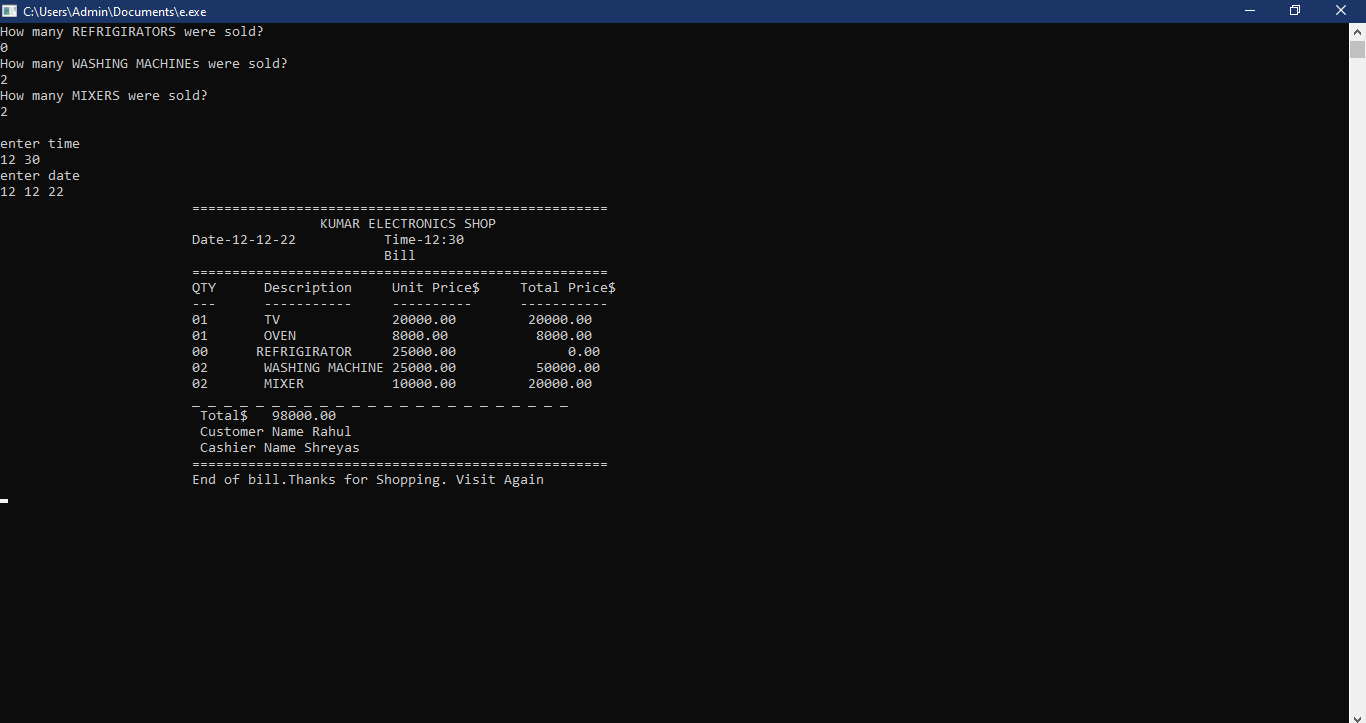 C:\Users\Admin\Documents\e.exe
How many REFRIGIRATORS were sold?
0
How many WASHING MACHINEs were sold?
2
How many MIXERS were sold?
2
enter time
12 30
enter date
12 12 22
====================================================
KUMAR ELECTRONICS SHOP
Date-12-12-22 Time-12:30
Bill
====================================================
QTY Description Unit Price$ Total Price$
--- ----------- ---------- -----------
01 TV 20000.00 20000.00
01 OVEN 8000.00 8000.00
00 REFRIGIRATOR 25000.00 0.00
02 WASHING MACHINE 25000.00 50000.00
02 MIXER 10000.00 20000.00
_ _ _ _ _ _ _ _ _ _ _ _ _ _ _ _ _ _ _ _ _ _ _ _
Total$ 98000.00
Customer Name Rahul
Cashier Name Shreyas
====================================================
End of bill.Thanks for Shopping. Visit Again